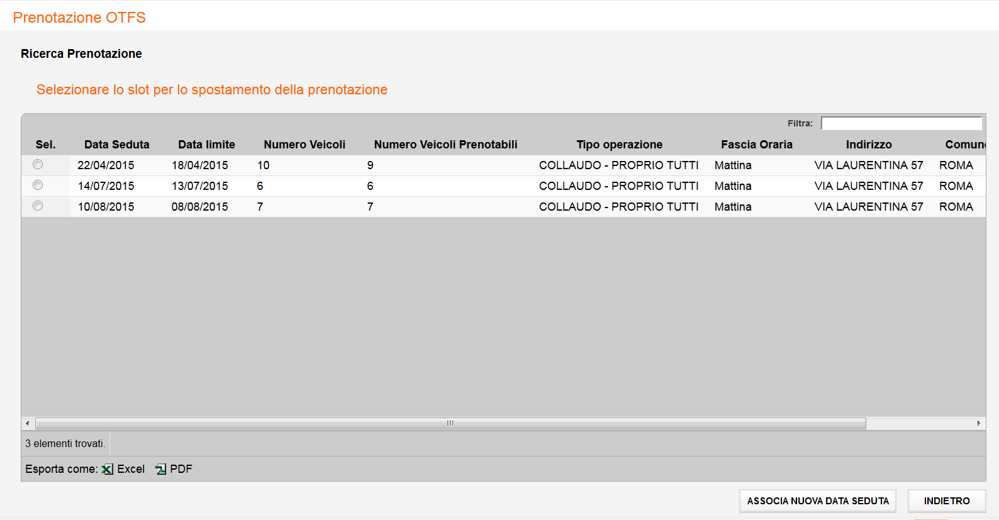 Prenotazione OTFS
Ricerca Prenotazione
Selezionare lo slot per lo spostamento della prenotazione
Filtra:
Sel. Data Seduta Data limite Numero Veicoli Numero Veicoli Prenotabili Tipo operazione Fascia Oraria Indirizzo Comune
22/04/2015 18/04/2015 10 9 COLLAUDO - PROPRIO TUTTI Mattina VIA LAURENTINA 57 ROMA
14/07/2015 13/07/2015 6 6 COLLAUDO - PROPRIO TUTTI Mattina VIA LAURENTINA 57 ROMA
10/08/2015 08/08/2015 7 7 COLLAUDO - PROPRIO TUTTI Mattina VIA LAURENTINA 57 ROMA
3 elementi trovati.
Esporta come: Excel PDF
ASSOCIA NUOVA DATA SEDUTA INDIETRO